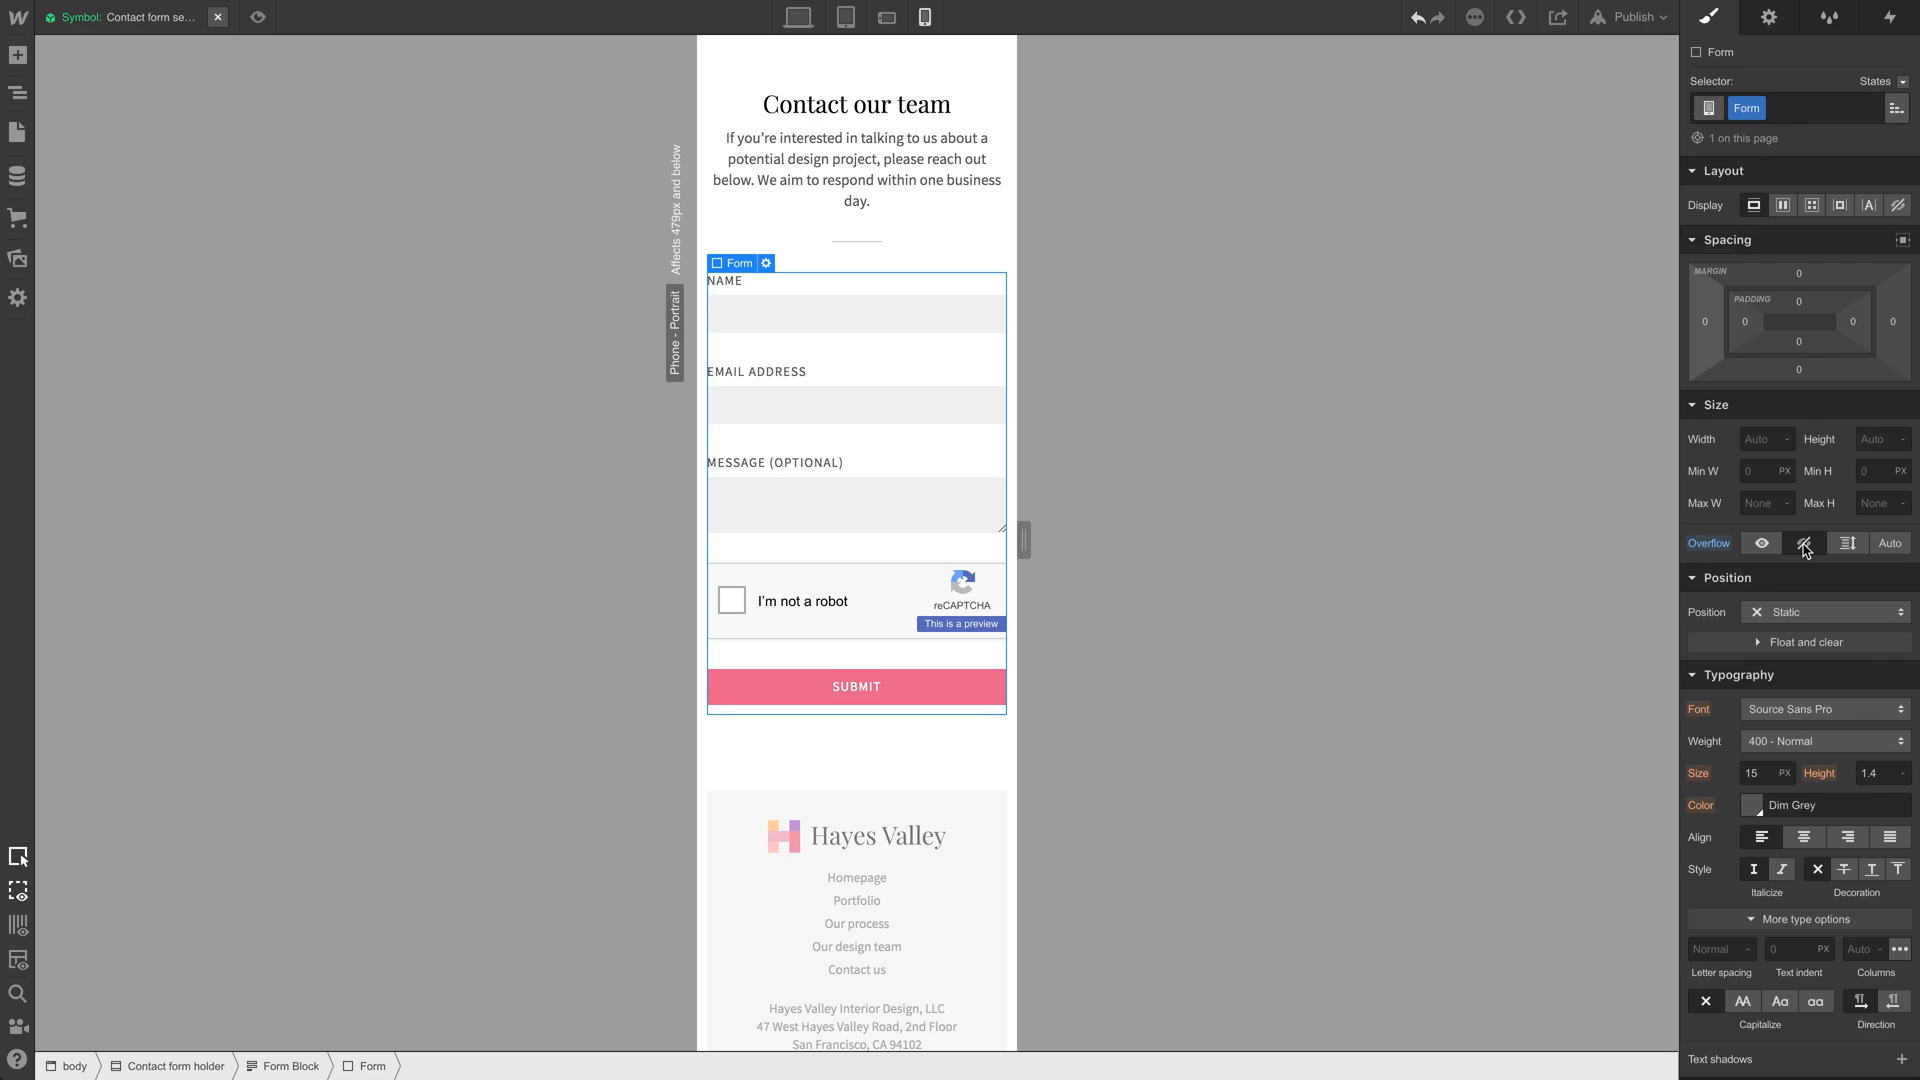 Symbol: Contact form se...
Publish
Contact our team
If you’re interested in talking to us about a
potential design project, please reach out
below. We aim to respond within one business
day.
Affects 479px and below
Phone - Portrait
Form
NAME
EMAIL ADDRESS
MESSAGE (OPTIONAL)
I'm not a robot
reCAPTCHA
This is a preview
SUBMIT
Hayes Valley
Homepage
Portfolio
Our process
Our design team
Contact us
Hayes Valley Interior Design, LLC
47 West Hayes Valley Road, 2nd Floor
San Francisco, CA 94102
body
Contact form holder
Form Block
Form
Form
Selector:
States
Form
1 on this page
Layout
Display
Spacing
MARGIN
0
PADDING
0
0
0
0
0
0
0
Size
Width
Auto
-
Height
Auto
-
Min W
0
PX
Min H
0
PX
Max W
None
-
Max H
None
-
Overflow
Auto
Position
Position
Static
Float and clear
Typography
Font
Source Sans Pro
Weight
400 - Normal
Size
15
PX
Height
1.4
-
Color
Dim Grey
Align
Style
Italicize
Decoration
More type options
Normal
-
0
PX
Auto
-
Letter spacing
Text indent
Columns
AA
Aa
aa
Capitalize
Direction
Text shadows